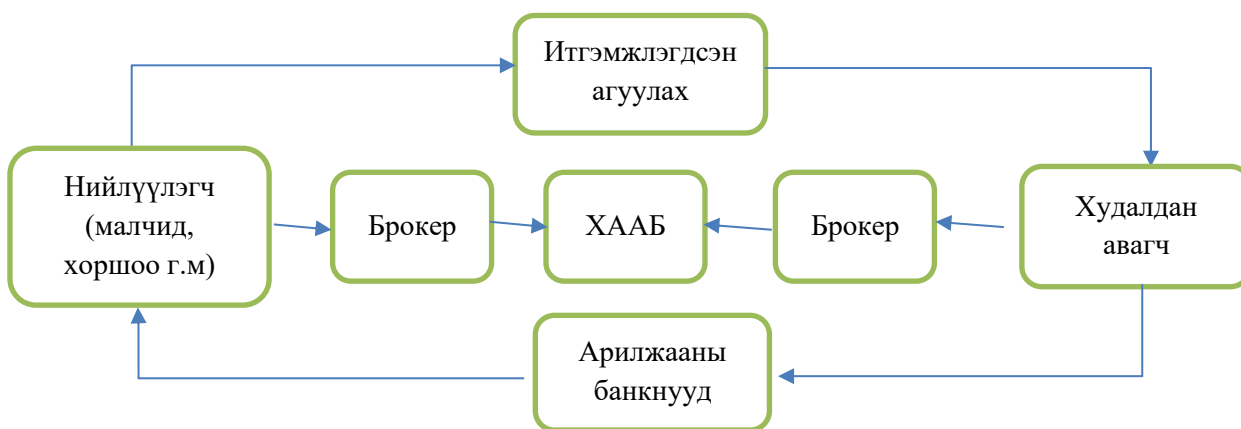 Итгэмжлэгдсэн
агуулах
Нийлүүлэгч
(малчид,
хоршоо г.м)
Брокер
ХААБ
Брокер
Худалдан
авагч
Арилжааны
банкнууд